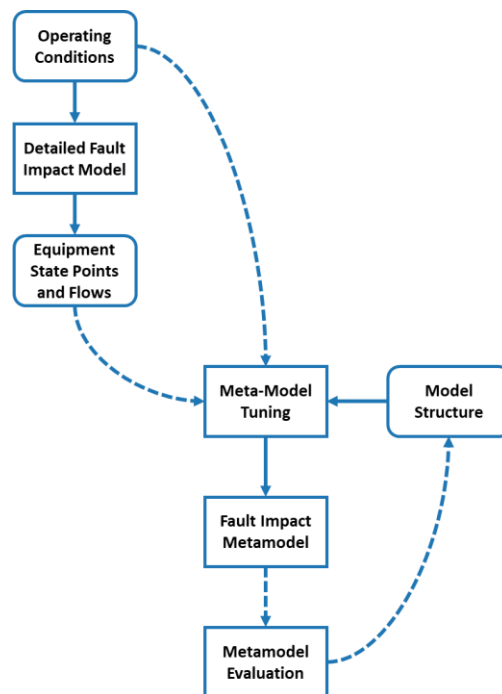 Operating
Conditions
Detailed Fault
Impact Model
Equipment
State Points
and Flows
Meta-Model
Tuning
Model
Structure
Fault Impact
Metamodel
Metamodel
Evaluation